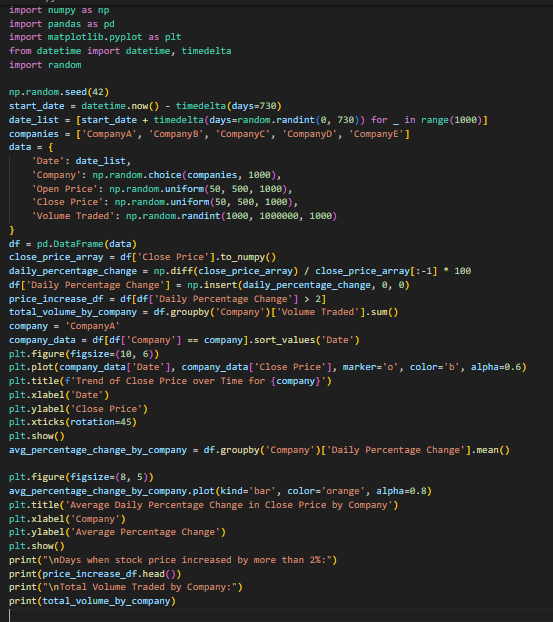 import numpy as np
import pandas as pd
import matplotlib.pyplot as plt
from datetime import datetime, timedelta
import random

np.random.seed(42)
start_date = datetime.now() - timedelta(days=730)
date_list = [start_date + timedelta(days=random.randint(0, 730)) for _ in range(1000)]
companies = ['CompanyA', 'CompanyB', 'CompanyC', 'CompanyD', 'CompanyE']
data = {
    'Date': date_list,
    'Company': np.random.choice(companies, 1000),
    'Open Price': np.random.uniform(50, 500, 1000),
    'Close Price': np.random.uniform(50, 500, 1000),
    'Volume Traded': np.random.randint(1000, 1000000, 1000)
}
df = pd.DataFrame(data)
close_price_array = df['Close Price'].to_numpy()
daily_percentage_change = np.diff(close_price_array) / close_price_array[:-1] * 100
df['Daily Percentage Change'] = np.insert(daily_percentage_change, 0, 0)
price_increase_df = df[df['Daily Percentage Change'] > 2]
total_volume_by_company = df.groupby('Company')['Volume Traded'].sum()
company = 'CompanyA'
company_data = df[df['Company'] == company].sort_values('Date')
plt.figure(figsize=(10, 6))
plt.plot(company_data['Date'], company_data['Close Price'], marker='o', color='b', alpha=0.6)
plt.title(f'Trend of Close Price over Time for {company}')
plt.xlabel('Date')
plt.ylabel('Close Price')
plt.xticks(rotation=45)
plt.show()
avg_percentage_change_by_company = df.groupby('Company')['Daily Percentage Change'].mean()

plt.figure(figsize=(8, 5))
avg_percentage_change_by_company.plot(kind='bar', color='orange', alpha=0.8)
plt.title('Average Daily Percentage Change in Close Price by Company')
plt.xlabel('Company')
plt.ylabel('Average Percentage Change')
plt.show()
print("\nDays when stock price increased by more than 2%:")
print(price_increase_df.head())
print("\nTotal Volume Traded by Company:")
print(total_volume_by_company)